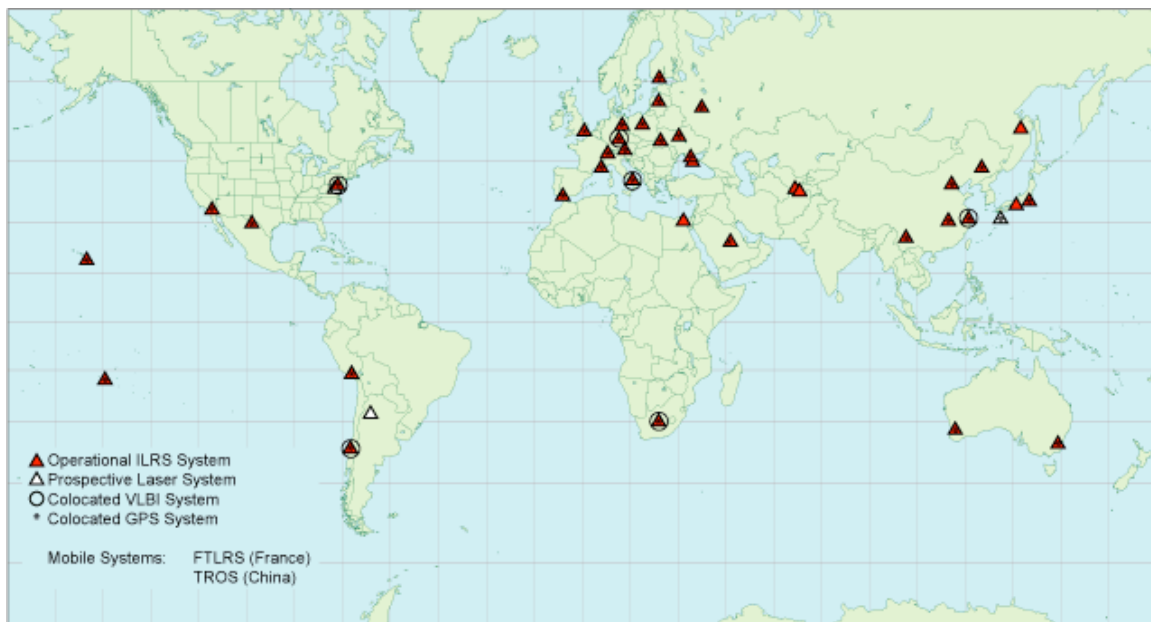 Operational ILRS System
Prospective Laser System
Colocated VLBI System
* Colocated GPS System
Mobile Systems: FTLRS (France)
TROS (China)